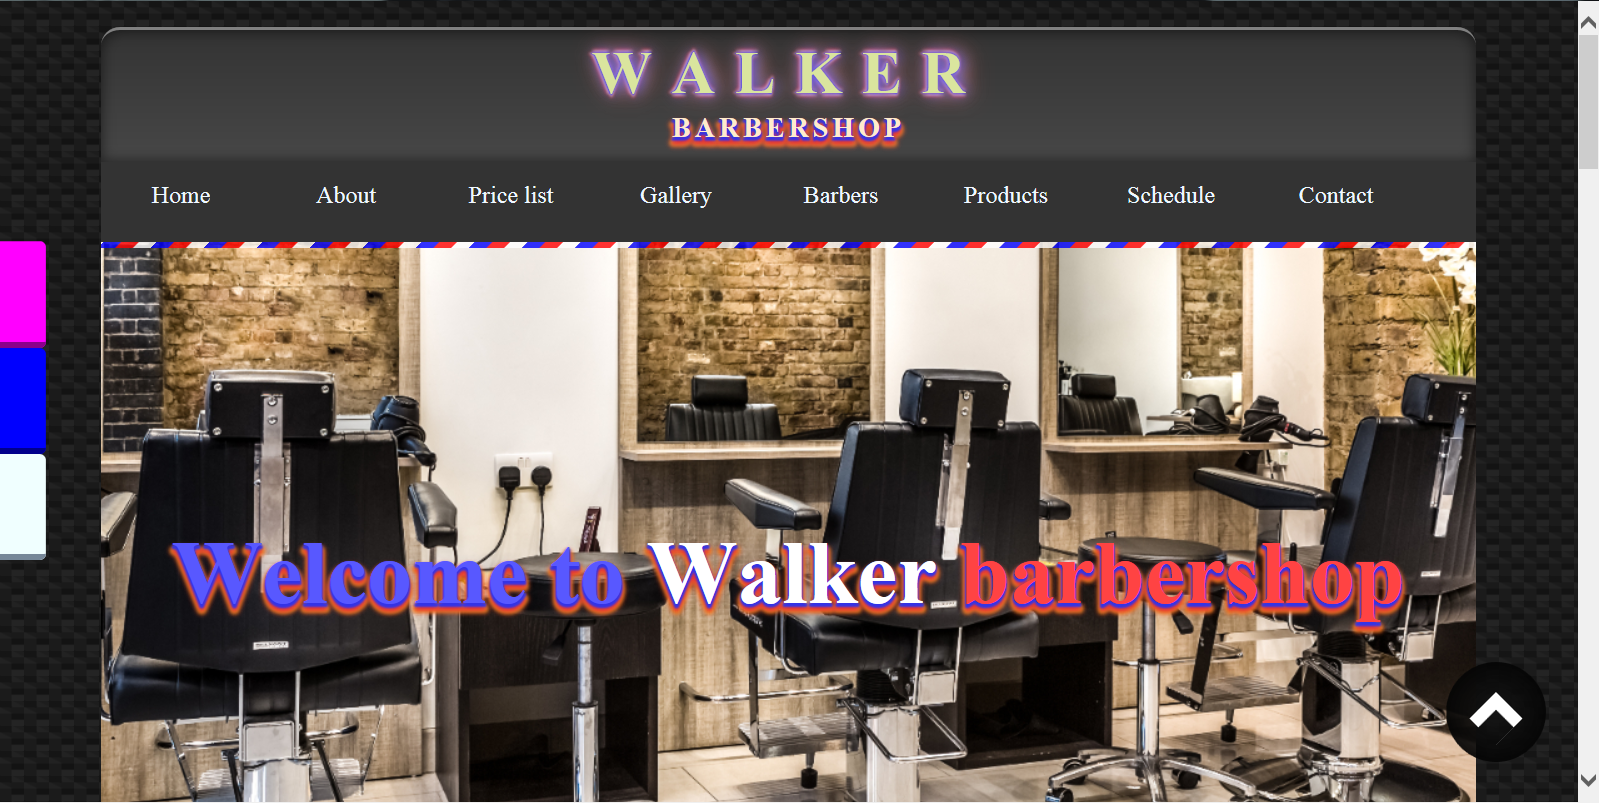 WALKER
BARBERSHOP
Home About Price list Gallery Barbers Products Schedule Contact
Welcome to Walker barbershop